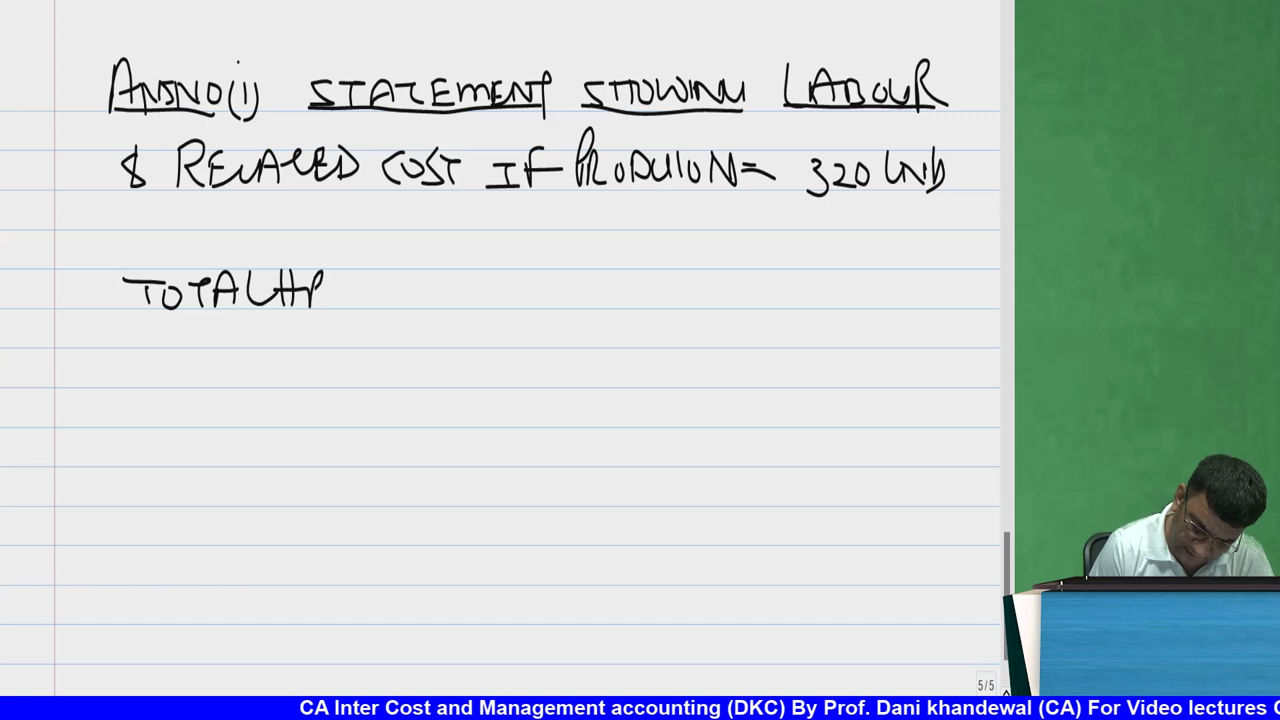 ANSNO(i) STATEMENT SHOWING LABOUR
& RELATED COST IF PRODUCTION = 320 Units
TOTAL HR
5/5
CA Inter Cost and Management accounting (DKC) By Prof. Dani khandewal (CA) For Video lectures C